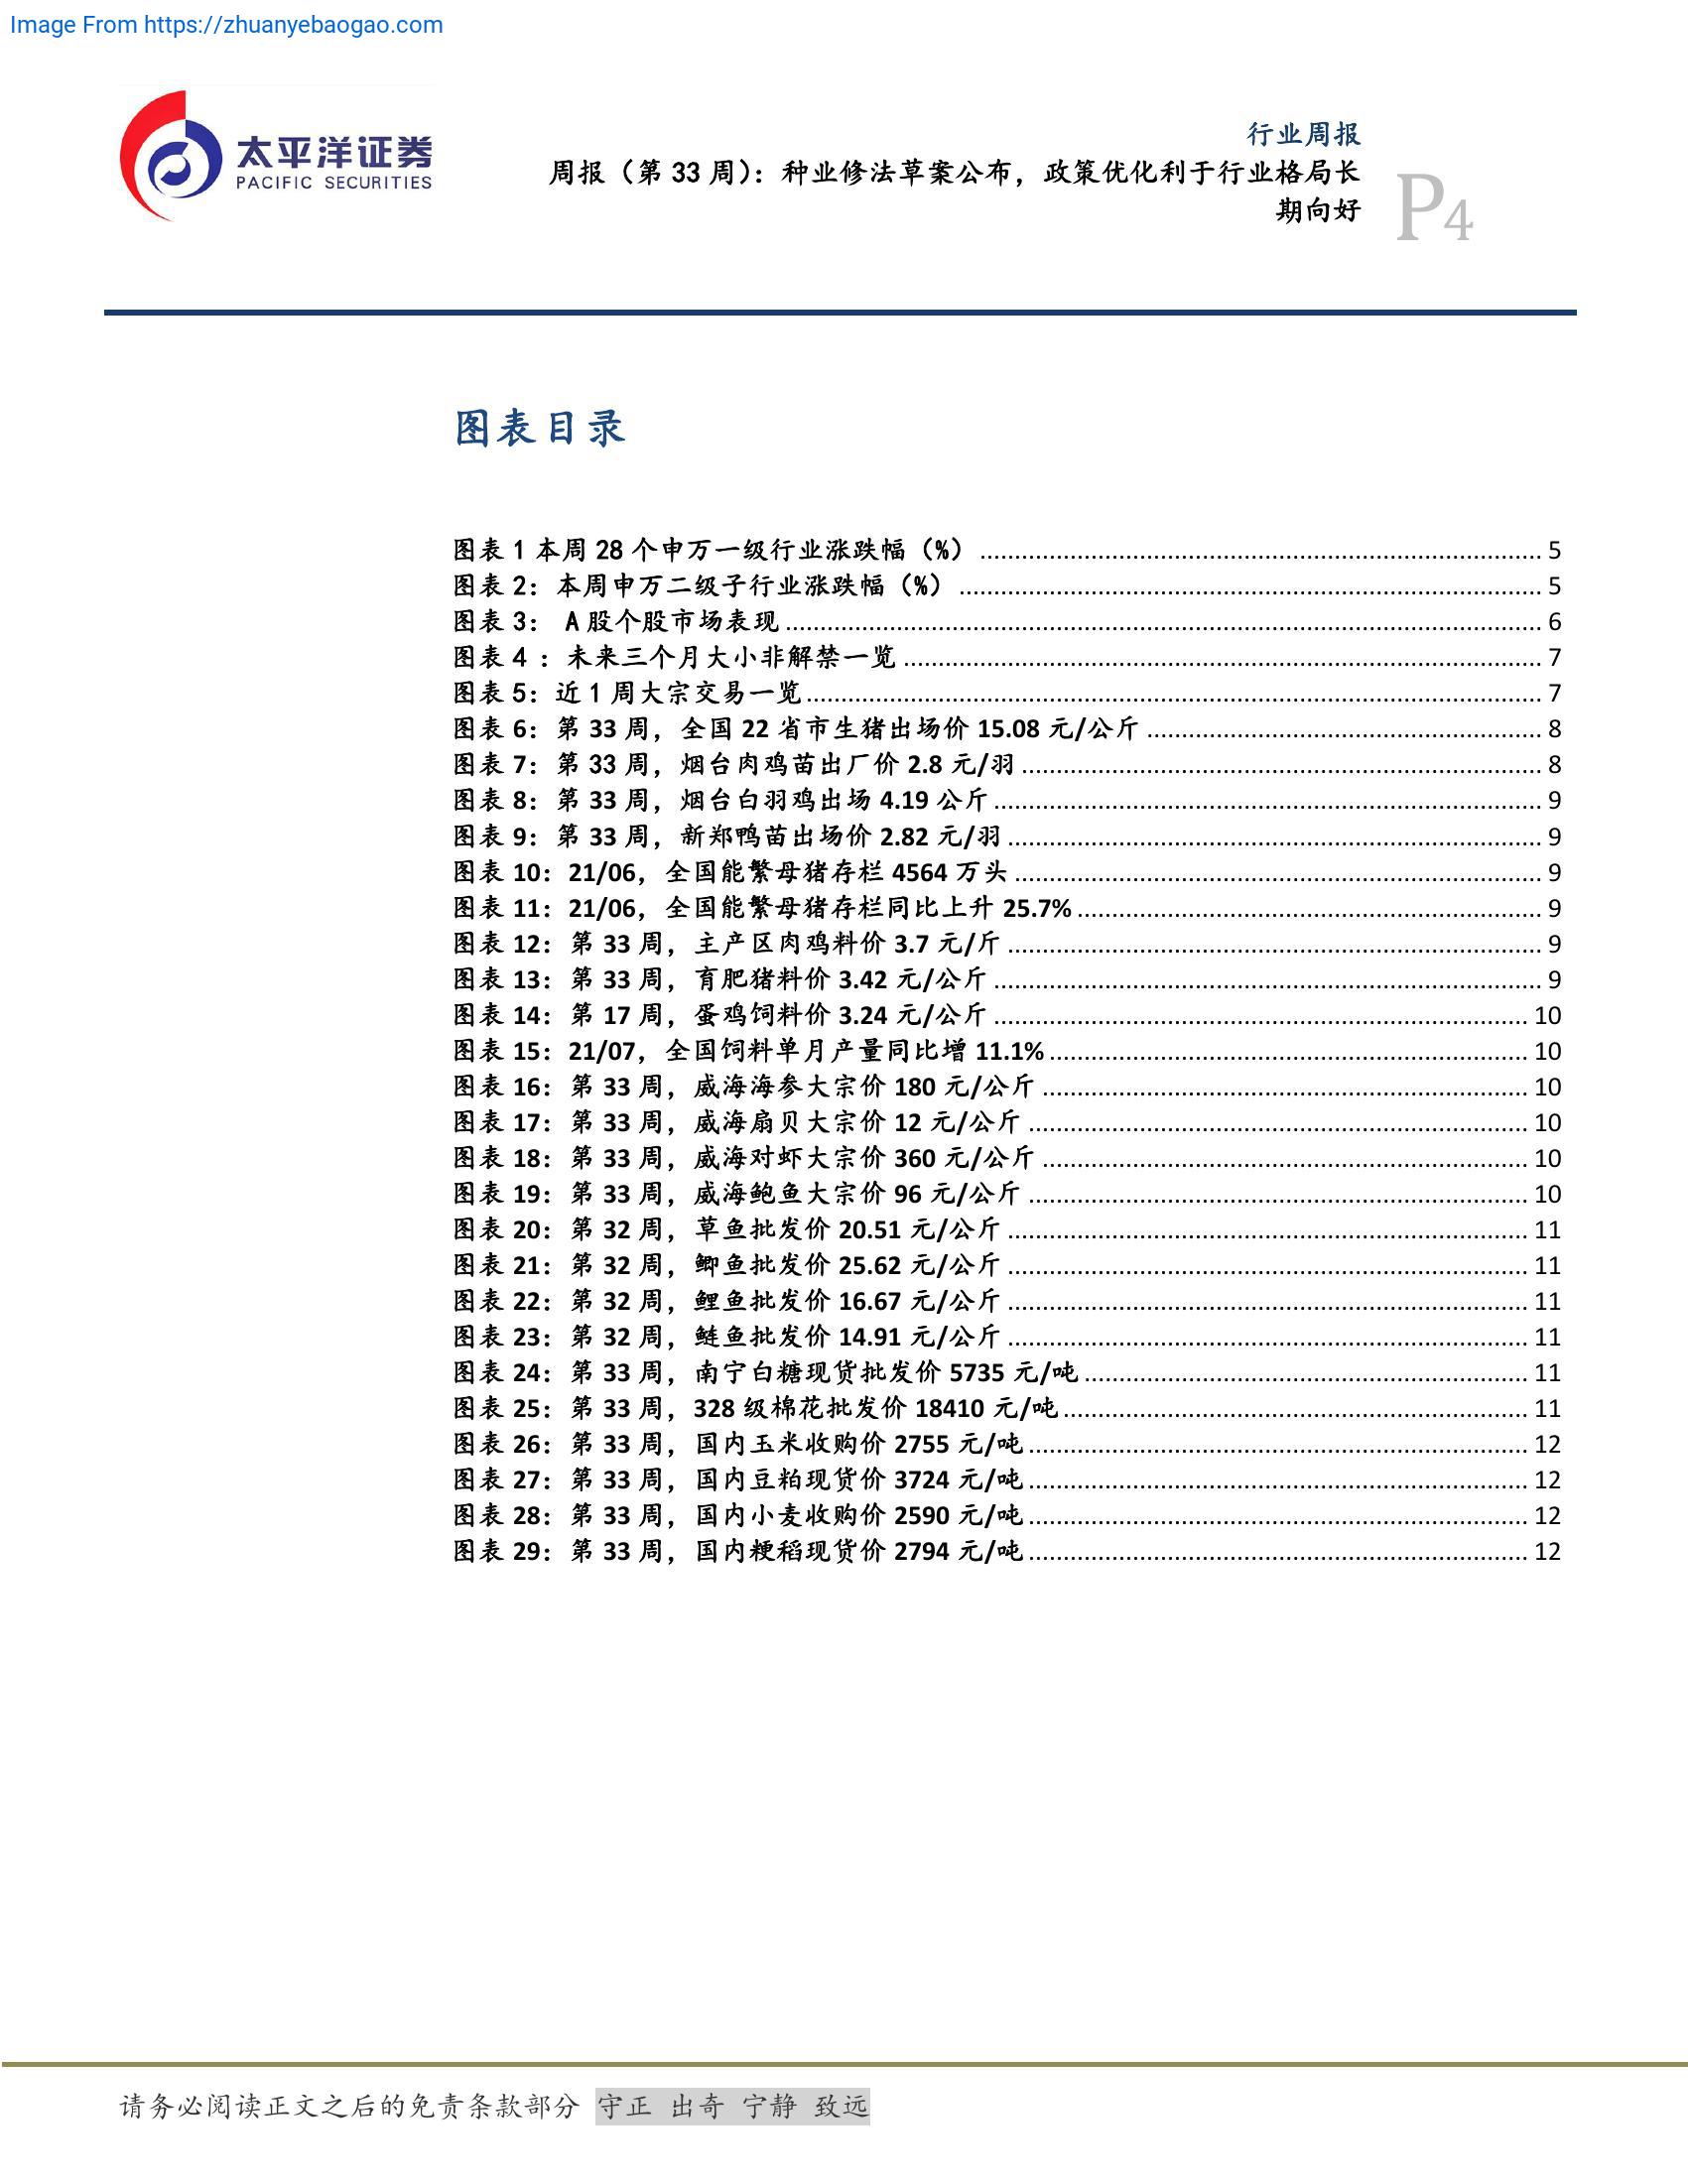 Image From https://zhuanyebaogao.com
太平洋证券
PACIFIC SECURITIES
行业周报
周报（第 33 周）：种业修法草案公布，政策优化利于行业格局长
期向好
P4
图表目录
图表 1 本周 28 个申万一级行业涨跌幅（%） ........ 5
图表 2：本周申万二级子行业涨跌幅（%） ........ 5
图表 3： A 股个股市场表现 ........ 6
图表 4 ：未来三个月大小非解禁一览 ........ 7
图表 5：近 1 周大宗交易一览 ........ 7
图表 6：第 33 周，全国 22 省市生猪出场价 15.08 元/公斤 ........ 8
图表 7：第 33 周，烟台肉鸡苗出厂价 2.8 元/羽 ........ 8
图表 8：第 33 周，烟台白羽鸡出场 4.19 公斤 ........ 9
图表 9：第 33 周，新郑鸭苗出场价 2.82 元/羽 ........ 9
图表 10：21/06，全国能繁母猪存栏 4564 万头 ........ 9
图表 11：21/06，全国能繁母猪存栏同比上升 25.7% ........ 9
图表 12：第 33 周，主产区肉鸡料价 3.7 元/斤 ........ 9
图表 13：第 33 周，育肥猪料价 3.42 元/公斤 ........ 9
图表 14：第 17 周，蛋鸡饲料价 3.24 元/公斤 ........ 10
图表 15：21/07，全国饲料单月产量同比增 11.1% ........ 10
图表 16：第 33 周，威海海参大宗价 180 元/公斤 ........ 10
图表 17：第 33 周，威海扇贝大宗价 12 元/公斤 ........ 10
图表 18：第 33 周，威海对虾大宗价 360 元/公斤 ........ 10
图表 19：第 33 周，威海鲍鱼大宗价 96 元/公斤 ........ 10
图表 20：第 32 周，草鱼批发价 20.51 元/公斤 ........ 11
图表 21：第 32 周，鲫鱼批发价 25.62 元/公斤 ........ 11
图表 22：第 32 周，鲤鱼批发价 16.67 元/公斤 ........ 11
图表 23：第 32 周，鲢鱼批发价 14.91 元/公斤 ........ 11
图表 24：第 33 周，南宁白糖现货批发价 5735 元/吨 ........ 11
图表 25：第 33 周，328 级棉花批发价 18410 元/吨 ........ 11
图表 26：第 33 周，国内玉米收购价 2755 元/吨 ........ 12
图表 27：第 33 周，国内豆粕现货价 3724 元/吨 ........ 12
图表 28：第 33 周，国内小麦收购价 2590 元/吨 ........ 12
图表 29：第 33 周，国内粳稻现货价 2794 元/吨 ........ 12
请务必阅读正文之后的免责条款部分 守正 出奇 宁静 致远